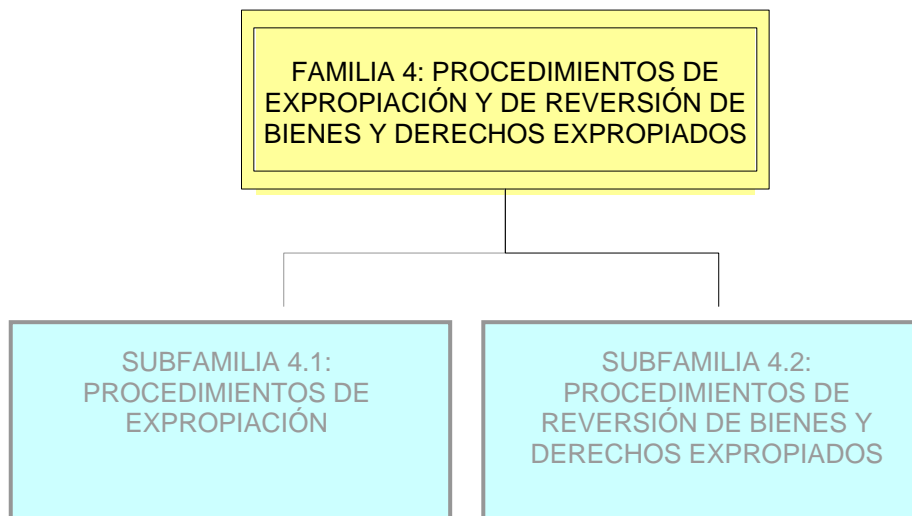 FAMILIA 4: PROCEDIMIENTOS DE
EXPROPIACIÓN Y DE REVERSIÓN DE
BIENES Y DERECHOS EXPROPIADOS
SUBFAMILIA 4.1:
PROCEDIMIENTOS DE
EXPROPIACIÓN
SUBFAMILIA 4.2:
PROCEDIMIENTOS DE
REVERSIÓN DE BIENES Y
DERECHOS EXPROPIADOS